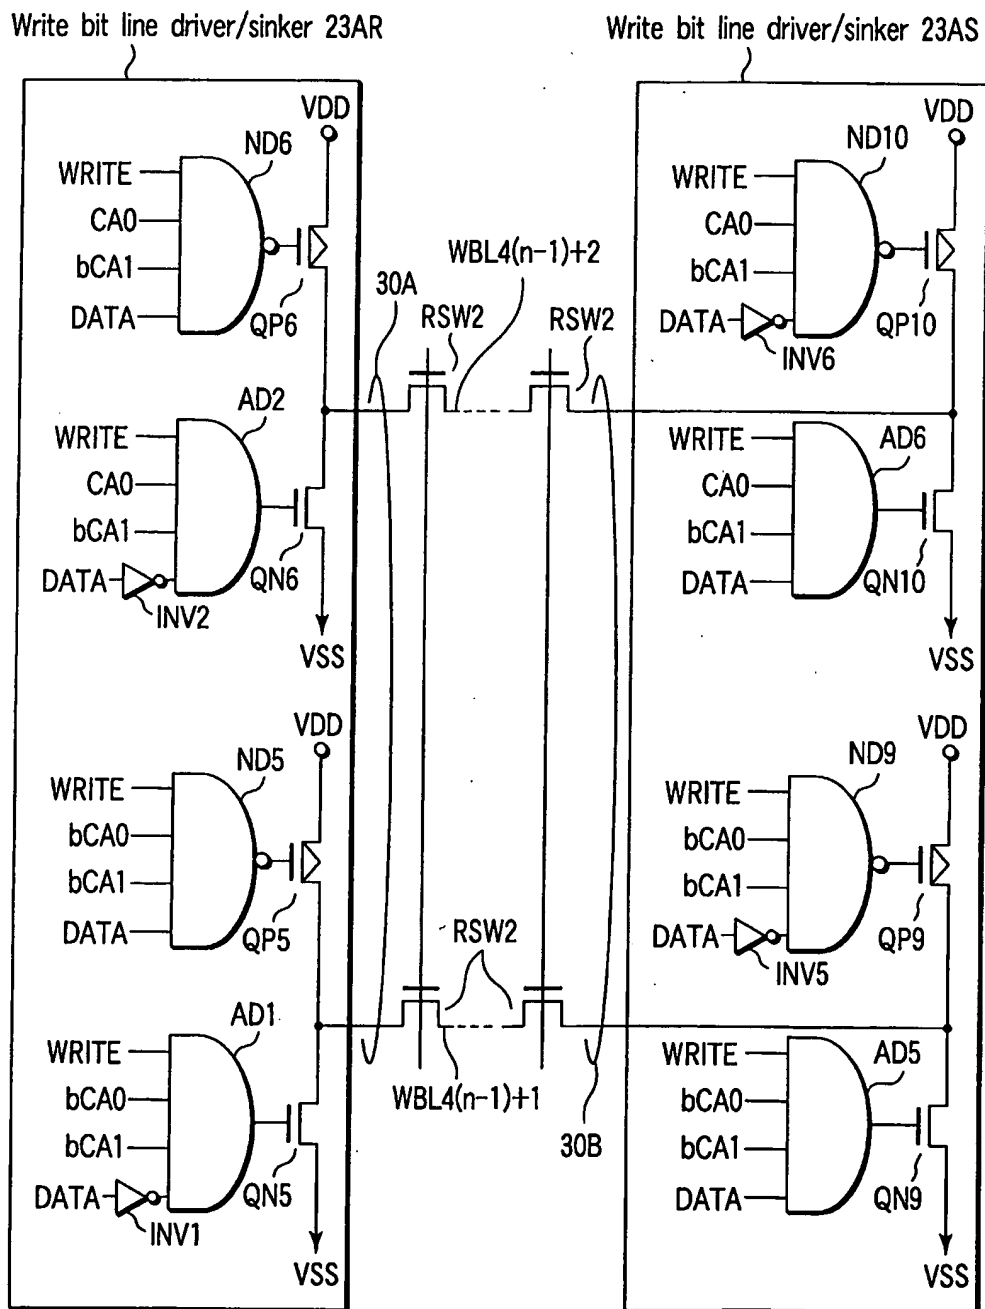 Write bit line driver/sinker 23AR
VDD
ND6
WRITE
CA0
bCA1
DATA
QP6
AD2
WRITE
CA0
bCA1
DATA
INV2
QN6
VSS
VDD
ND5
WRITE
bCA0
bCA1
DATA
QP5
AD1
WRITE
bCA0
bCA1
DATA
INV1
QN5
VSS
30A
RSW2
WBL4(n-1)+2
RSW2
RSW2
WBL4(n-1)+1
30B
Write bit line driver/sinker 23AS
VDD
ND10
WRITE
CA0
bCA1
DATA
INV6
QP10
AD6
WRITE
CA0
bCA1
DATA
QN10
VSS
VDD
ND9
WRITE
bCA0
bCA1
DATA
INV5
QP9
AD5
WRITE
bCA0
bCA1
DATA
QN9
VSS